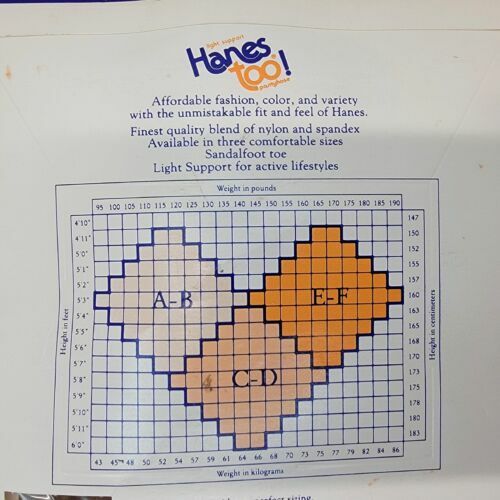 light support
Hanes
too!
pantyhose
Affordable fashion, color, and variety
with the unmistakable fit and feel of Hanes.
Finest quality blend of nylon and spandex
Available in three comfortable sizes
Sandalfoot toe
Light Support for active lifestyles
Weight in pounds
95 100 105 110 115 120 125 130 135 140 145 150 155 160 165 170 175 180 185 190
4'10" 147
4'11" 150
5'0" 152
5'1" 155
5'2" 157
5'3" A-B E-F 160
5'4" 163
5'5" 165
5'6" 168
5'7" 170
5'8" C-D 173
5'9" 175
5'10" 178
5'11" 180
6'0" 183
Height in feet
Height in centimeters
43 45 48 50 52 54 57 59 61 64 66 68 70 73 75 77 79 82 84 86
Weight in kilograms
perfect sizing